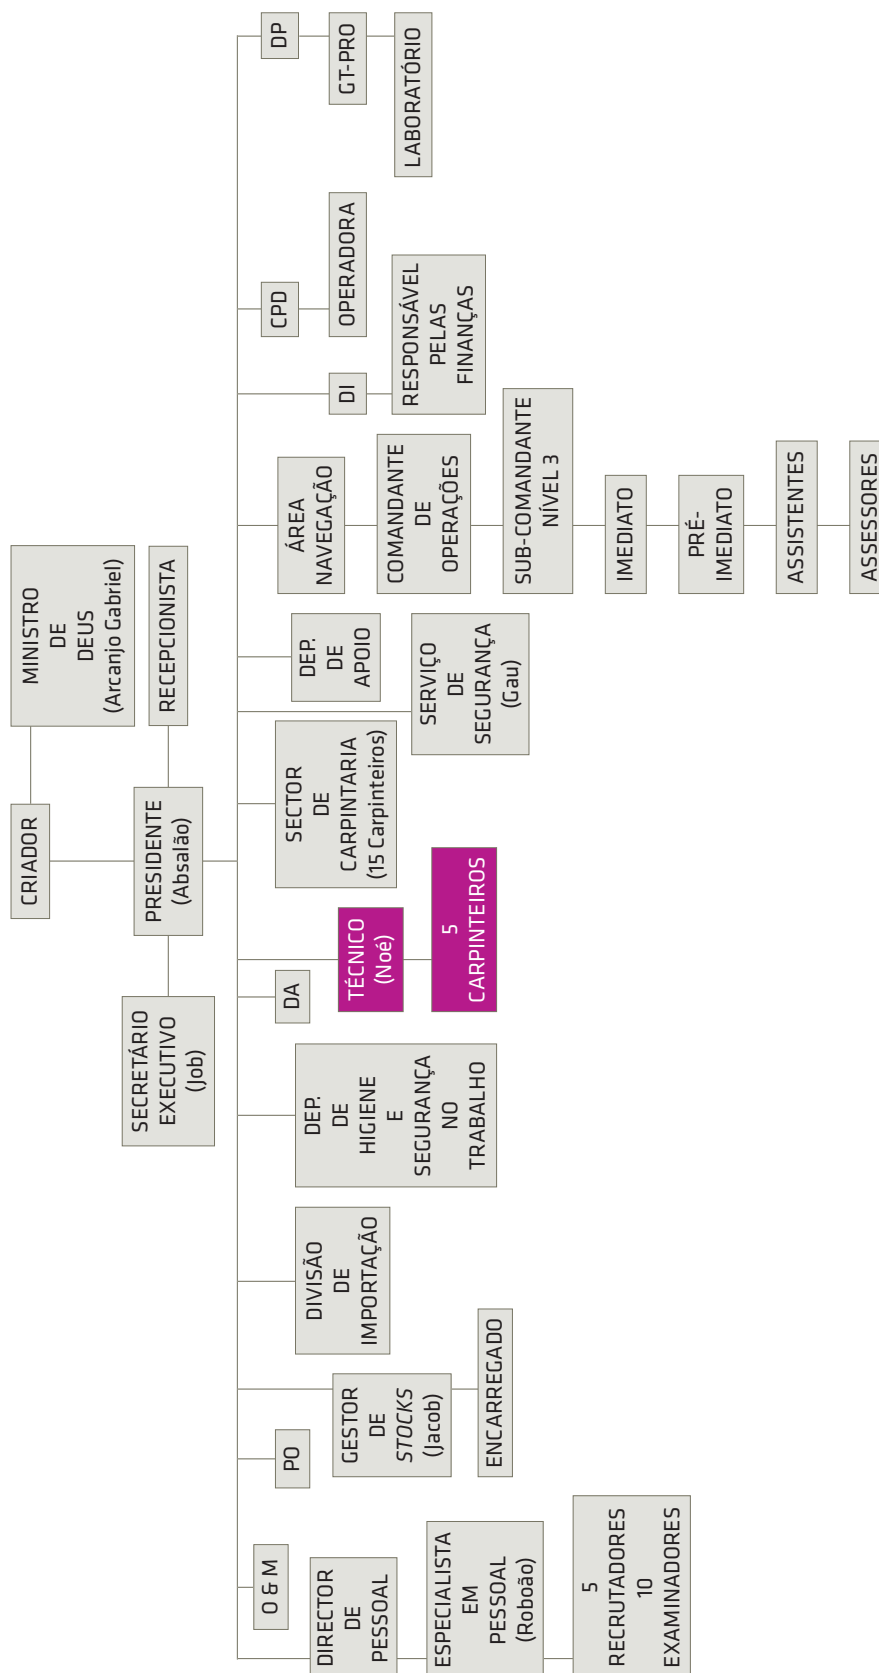 CRIADOR
MINISTRO
DE
DEUS
(Arcanjo Gabriel)
SECRETÁRIO
EXECUTIVO
(Job)
PRESIDENTE
(Absalão)
RECEPCIONISTA
O & M
DIRECTOR
DE
PESSOAL
ESPECIALISTA
EM
PESSOAL
(Roboão)
5
RECRUTADORES
10
EXAMINADORES
PO
GESTOR
DE
STOCKS
(Jacob)
ENCARREGADO
DIVISÃO
DE
IMPORTAÇÃO
DEP.
DE
HIGIENE
E
SEGURANÇA
NO
TRABALHO
DA
TÉCNICO
(Noé)
5
CARPINTEIROS
SECTOR
DE
CARPINTARIA
(15 Carpinteiros)
SERVIÇO
DE
SEGURANÇA
(Gau)
DEP.
DE
APOIO
ÁREA
NAVEGAÇÃO
COMANDANTE
DE
OPERAÇÕES
SUB-COMANDANTE
NÍVEL 3
IMEDIATO
PRÉ-
IMEDIATO
ASSISTENTES
ASSESSORES
DI
RESPONSÁVEL
PELAS
FINANÇAS
CPD
OPERADORA
DP
GT-PRO
LABORATÓRIO